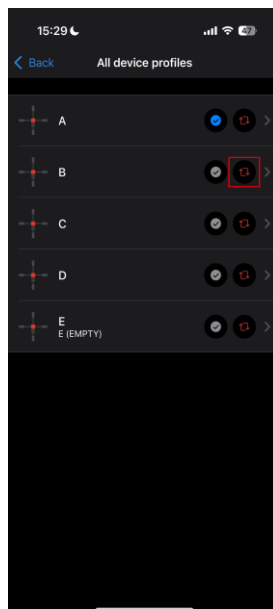 15:29
47
Back
All device profiles
A
B
C
D
E
E (EMPTY)